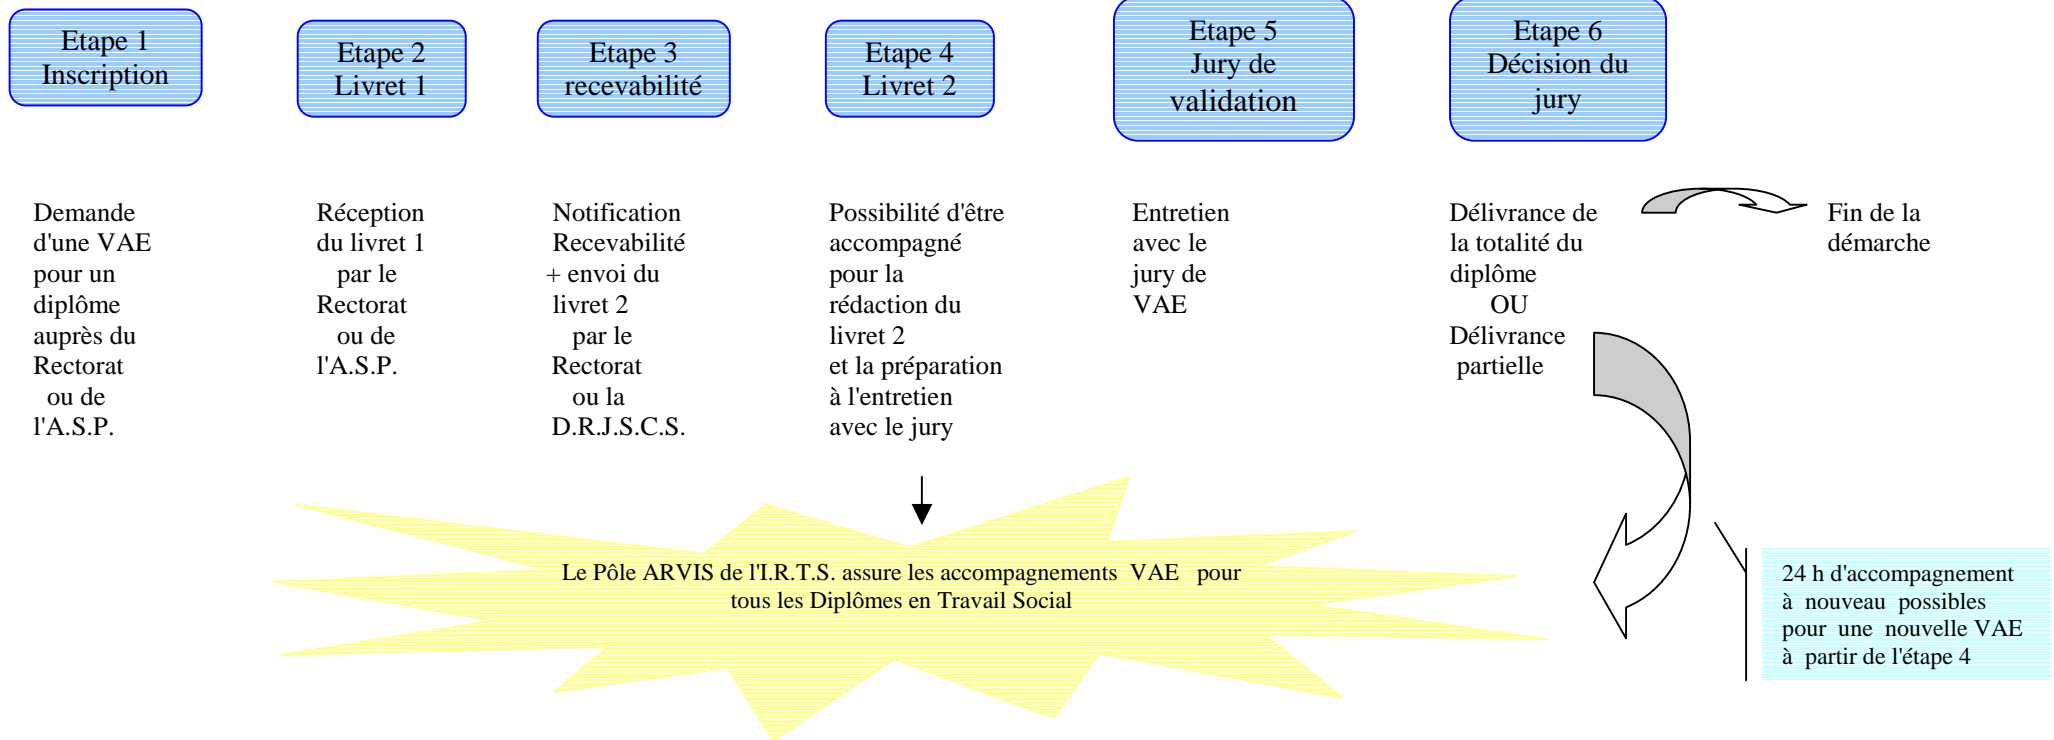 Etape 1
Inscription
Etape 2
Livret 1
Etape 3
recevabilité
Etape 4
Livret 2
Etape 5
Jury de
validation
Etape 6
Décision du
jury
Demande
d'une VAE
pour un
diplôme
auprès du
Rectorat
ou de
l'A.S.P.
Réception
du livret 1
par le
Rectorat
ou de
l'A.S.P.
Notification
Recevabilité
+ envoi du
livret 2
par le
Rectorat
ou la
D.R.J.S.C.S.
Possibilité d'être
accompagné
pour la
rédaction du
livret 2
et la préparation
à l'entretien
avec le jury
Entretien
avec le
jury de
VAE
Délivrance de
la totalité du
diplôme
OU
Délivrance
partielle
Fin de la
démarche
Le Pôle ARVIS de l'I.R.T.S. assure les accompagnements VAE pour
tous les Diplômes en Travail Social
24 h d'accompagnement
à nouveau possibles
pour une nouvelle VAE
à partir de l'étape 4